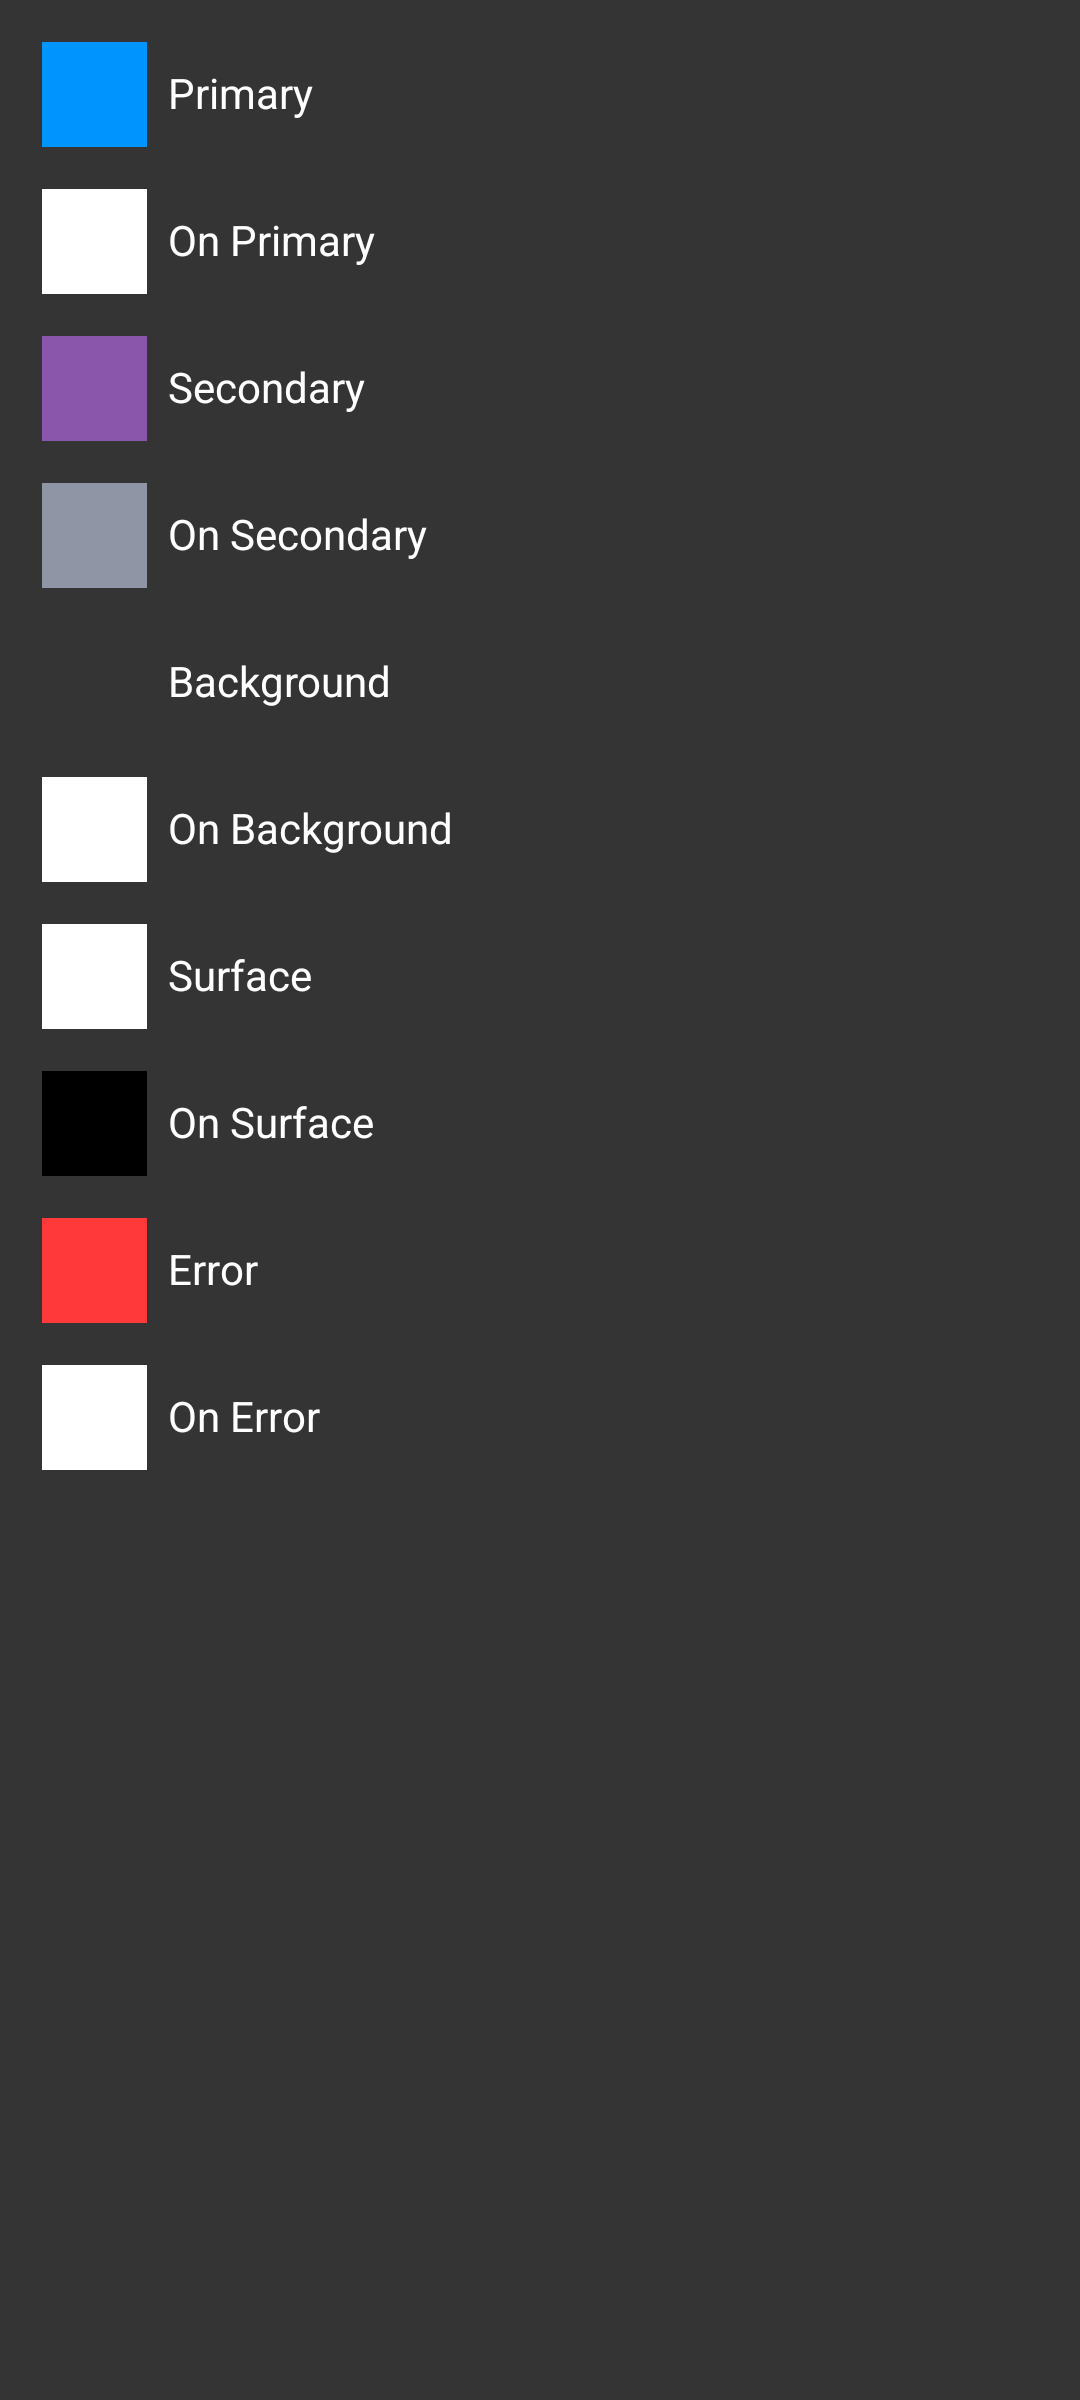 Primary
On Primary
Secondary
On Secondary
Background
On Background
Surface
On Surface
Error
On Error